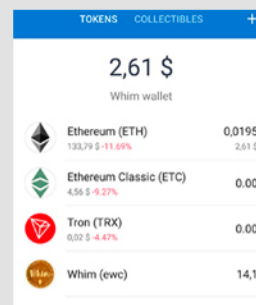 TOKENS COLLECTIBLES +
2,61 $
Whim wallet
Ethereum (ETH) 0,0195
133,79 $ -11.69% 2,61 $
Ethereum Classic (ETC) 0.00
4,56 $ -9.27%
Tron (TRX) 0.00
0,02 $ -4.47%
Whim
Whim (ewc) 14,1